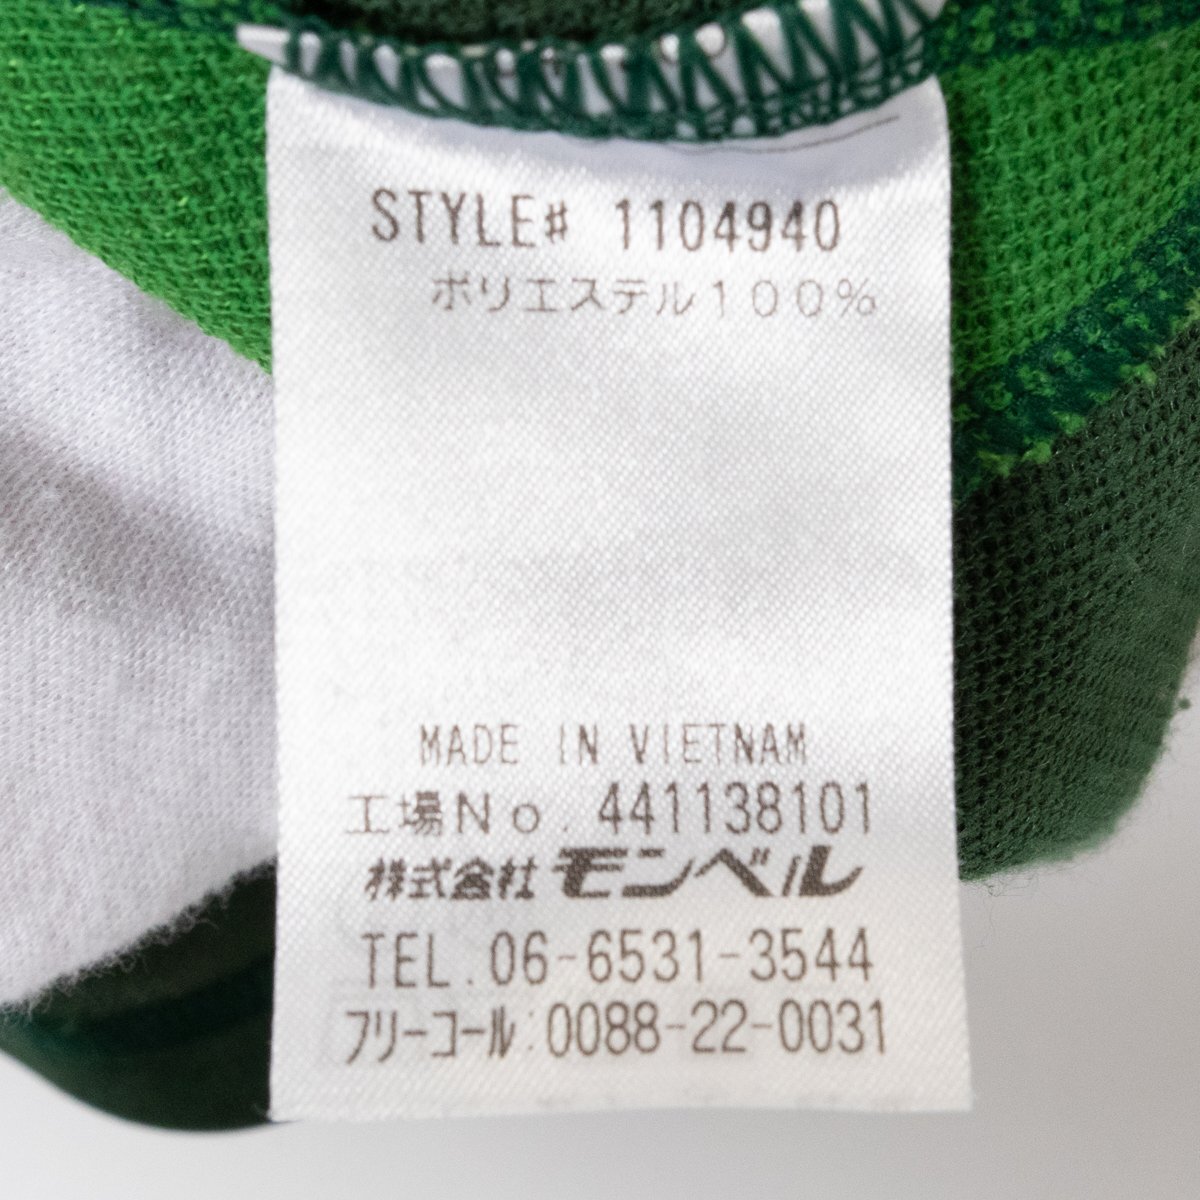 STYLE# 1104940
ポリエステル１００％
MADE IN VIETNAM
工場Ｎｏ. 441138101
株式会社 モンベル
TEL.06-6531-3544
フリーコール:0088-22-0031